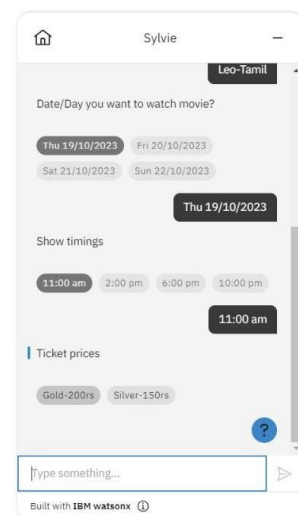 Sylvie
Leo-Tamil
Date/Day you want to watch movie?
Thu 19/10/2023 Fri 20/10/2023
Sat 21/10/2023 Sun 22/10/2023
Thu 19/10/2023
Show timings
11:00 am 2:00 pm 6:00 pm 10:00 pm
11:00 am
Ticket prices
Gold-200rs Silver-150rs
?
Type something...
Built with IBM watsonx